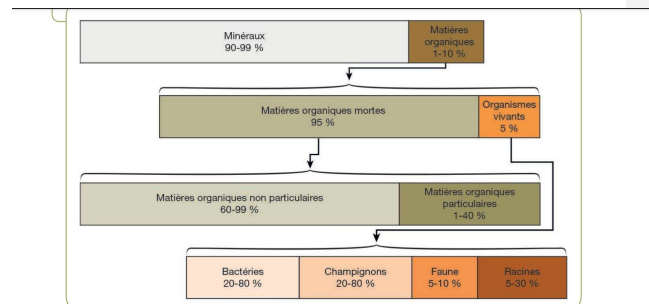 Minéraux
90-99 %
Matières
organiques
1-10 %
Matières organiques mortes
95 %
Organismes
vivants
5 %
Matières organiques non particulaires
60-99 %
Matières organiques
particulaires
1-40 %
Bactéries
20-80 %
Champignons
20-80 %
Faune
5-10 %
Racines
5-30 %